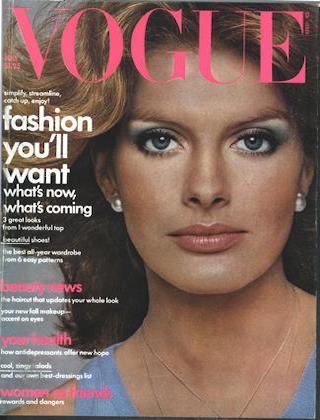 VOGUE
simplify, streamline,
catch up, enjoy!
fashion
you'll
want
what's now,
what's coming
3 great looks
from 1 wonderful top
beautiful shoes!
the best all-year wardrobe
from 6 easy patterns
beauty news
the haircut that updates your whole look
your new fall makeup—
accent on eyes
your health
how antidepressants offer new hope
cool, zingy salads
and our own best-dressings list
women as friends
rewards and dangers